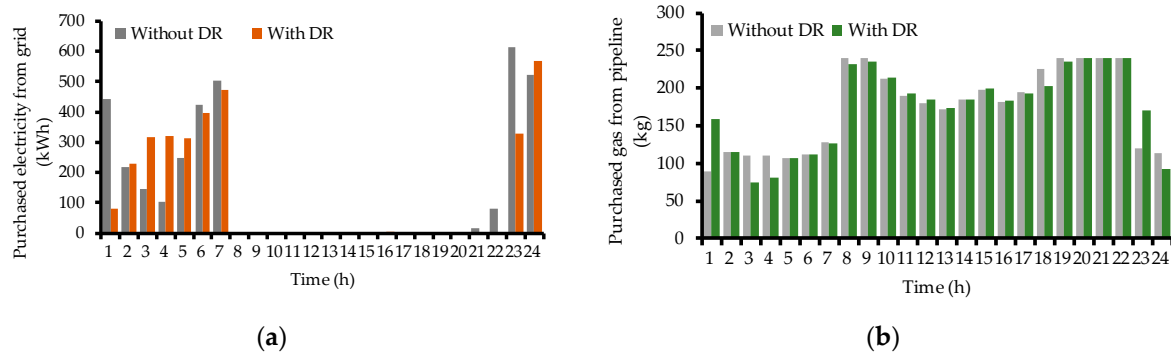 Purchased electricity from grid
(kWh)
700
600
500
400
300
200
100
0
Without DR
With DR
1 2 3 4 5 6 7 8 9 10 11 12 13 14 15 16 17 18 19 20 21 22 23 24
Time (h)
(a)
Purchased gas from pipeline
(kg)
300
250
200
150
100
50
0
Without DR
With DR
1 2 3 4 5 6 7 8 9 10 11 12 13 14 15 16 17 18 19 20 21 22 23 24
Time (h)
(b)